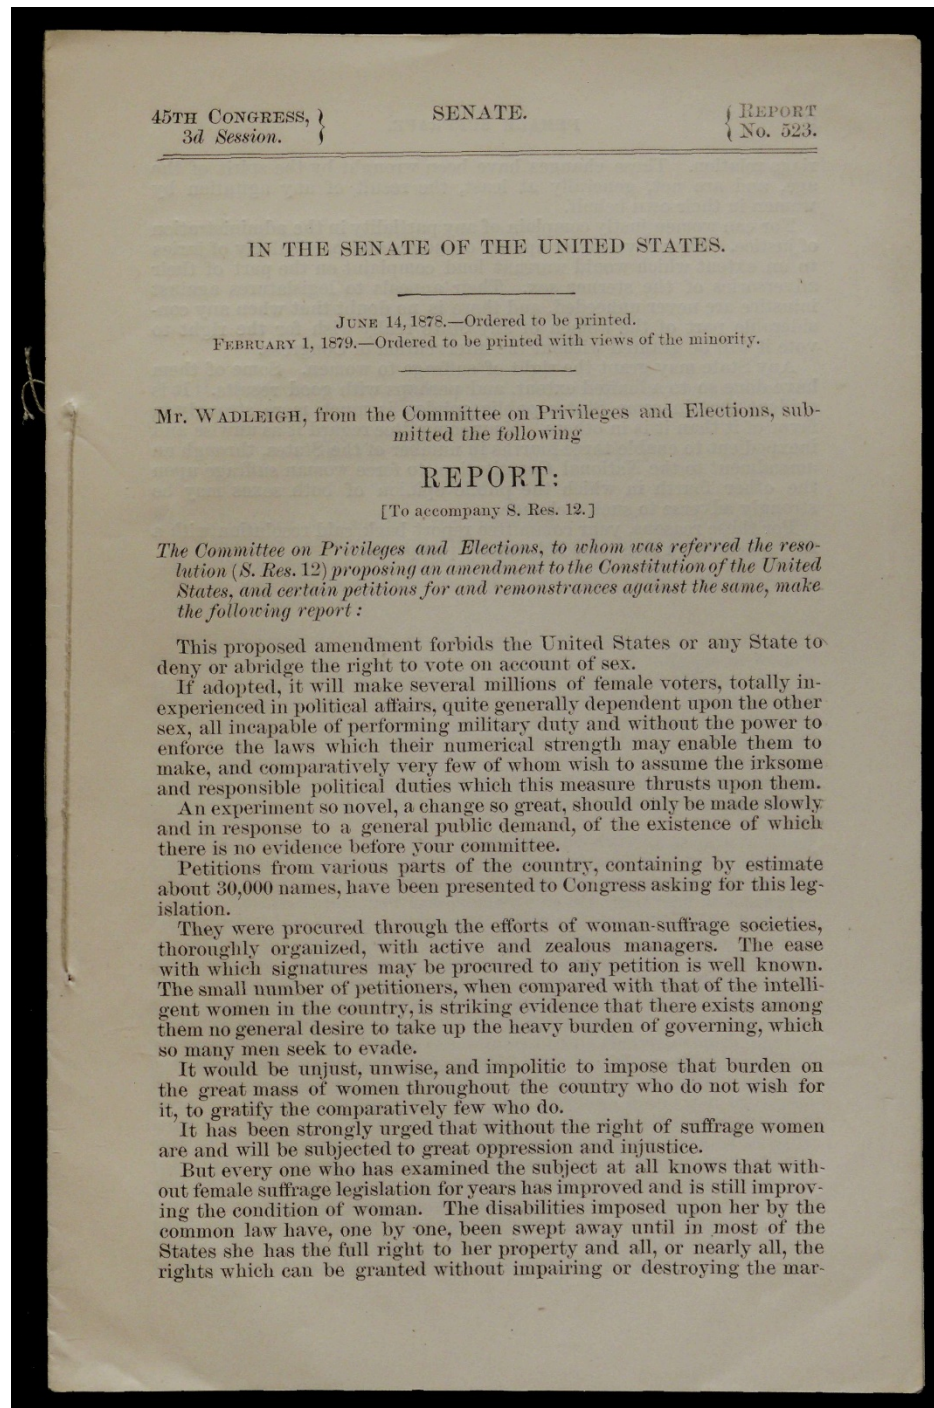 45TH CONGRESS, SENATE. REPORT
3d Session. No. 523.
IN THE SENATE OF THE UNITED STATES.
JUNE 14, 1878.—Ordered to be printed.
FEBRUARY 1, 1879.—Ordered to be printed with views of the minority.
Mr. WADLEIGH, from the Committee on Privileges and Elections, sub-
mitted the following
REPORT:
[To accompany S. Res. 12.]
The Committee on Privileges and Elections, to whom was referred the reso-
lution (S. Res. 12) proposing an amendment to the Constitution of the United
States, and certain petitions for and remonstrances against the same, make
the following report:
This proposed amendment forbids the United States or any State to
deny or abridge the right to vote on account of sex.
If adopted, it will make several millions of female voters, totally in-
experienced in political affairs, quite generally dependent upon the other
sex, all incapable of performing military duty and without the power to
enforce the laws which their numerical strength may enable them to
make, and comparatively very few of whom wish to assume the irksome
and responsible political duties which this measure thrusts upon them.
An experiment so novel, a change so great, should only be made slowly
and in response to a general public demand, of the existence of which
there is no evidence before your committee.
Petitions from various parts of the country, containing by estimate
about 30,000 names, have been presented to Congress asking for this leg-
islation.
They were procured through the efforts of woman-suffrage societies,
thoroughly organized, with active and zealous managers. The ease
with which signatures may be procured to any petition is well known.
The small number of petitioners, when compared with that of the intelli-
gent women in the country, is striking evidence that there exists among
them no general desire to take up the heavy burden of governing, which
so many men seek to evade.
It would be unjust, unwise, and impolitic to impose that burden on
the great mass of women throughout the country who do not wish for
it, to gratify the comparatively few who do.
It has been strongly urged that without the right of suffrage women
are and will be subjected to great oppression and injustice.
But every one who has examined the subject at all knows that with-
out female suffrage legislation for years has improved and is still improv-
ing the condition of woman. The disabilities imposed upon her by the
common law have, one by one, been swept away until in most of the
States she has the full right to her property and all, or nearly all, the
rights which can be granted without impairing or destroying the mar-